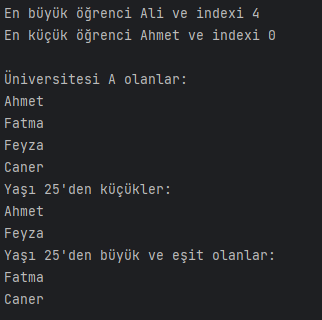 En büyük öğrenci Ali ve indexi 4
En küçük öğrenci Ahmet ve indexi 0
Üniversitesi A olanlar:
Ahmet
Fatma
Feyza
Caner
Yaşı 25'den küçükler:
Ahmet
Feyza
Yaşı 25'den büyük ve eşit olanlar:
Fatma
Caner